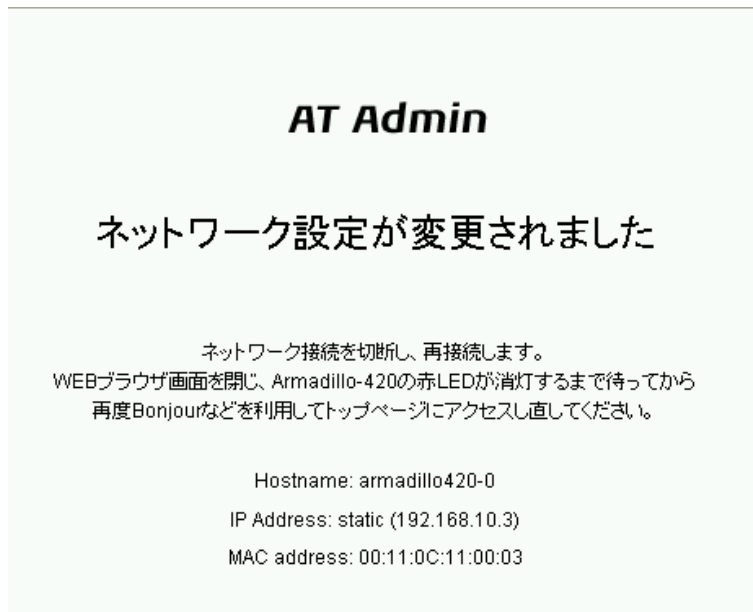 AT Admin
ネットワーク設定が変更されました
ネットワーク接続を切断し、再接続します。
WEBブラウザ画面を閉じ、Armadillo-420の赤LEDが消灯するまで待ってから
再度Bonjourなどを利用してトップページにアクセスし直してください。
Hostname: armadillo420-0
IP Address: static (192.168.10.3)
MAC address: 00:11:0C:11:00:03